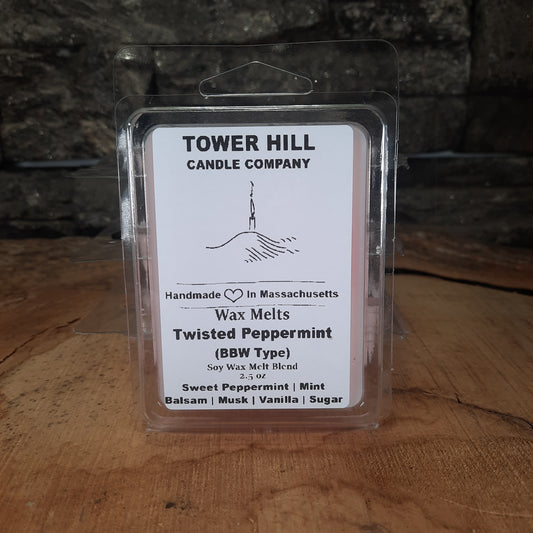 TOWER HILL
CANDLE COMPANY
Handmade In Massachusetts
Wax Melts
Twisted Peppermint
(BBW Type)
Soy Wax Melt Blend
2.5 oz
Sweet Peppermint | Mint
Balsam | Musk | Vanilla | Sugar